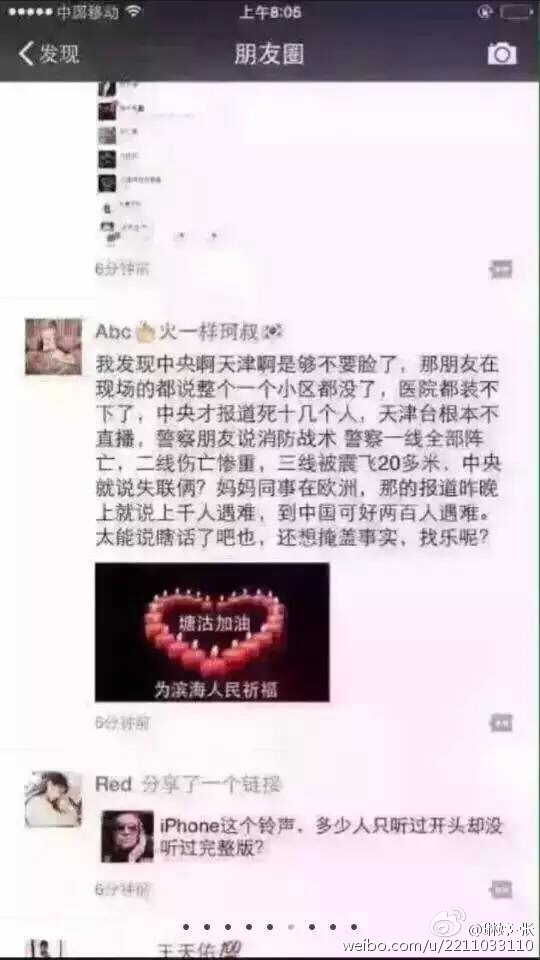 中国移动
上午8:05
发现
朋友圈
6分钟前
Abc👍火一样珂叔🇰🇷
我发现中央啊天津啊是够不要脸了，那朋友在
现场的都说整个一个小区都没了，医院都装不
下了，中央才报道死十几个人，天津台根本不
直播，警察朋友说消防战术 警察一线全部阵
亡，二线伤亡惨重，三线被震飞20多米，中央
就说失联俩？妈妈同事在欧洲，那的报道昨晚
上就说上千人遇难，到中国可好两百人遇难。
太能说瞎话了吧也，还想掩盖事实，找乐呢？
塘沽加油
为滨海人民祈福
6分钟前
Red 分享了一个链接
iPhone这个铃声，多少人只听过开头却没
听过完整版？
6分钟前
王天佑💯
weibo.com/u/2211033110